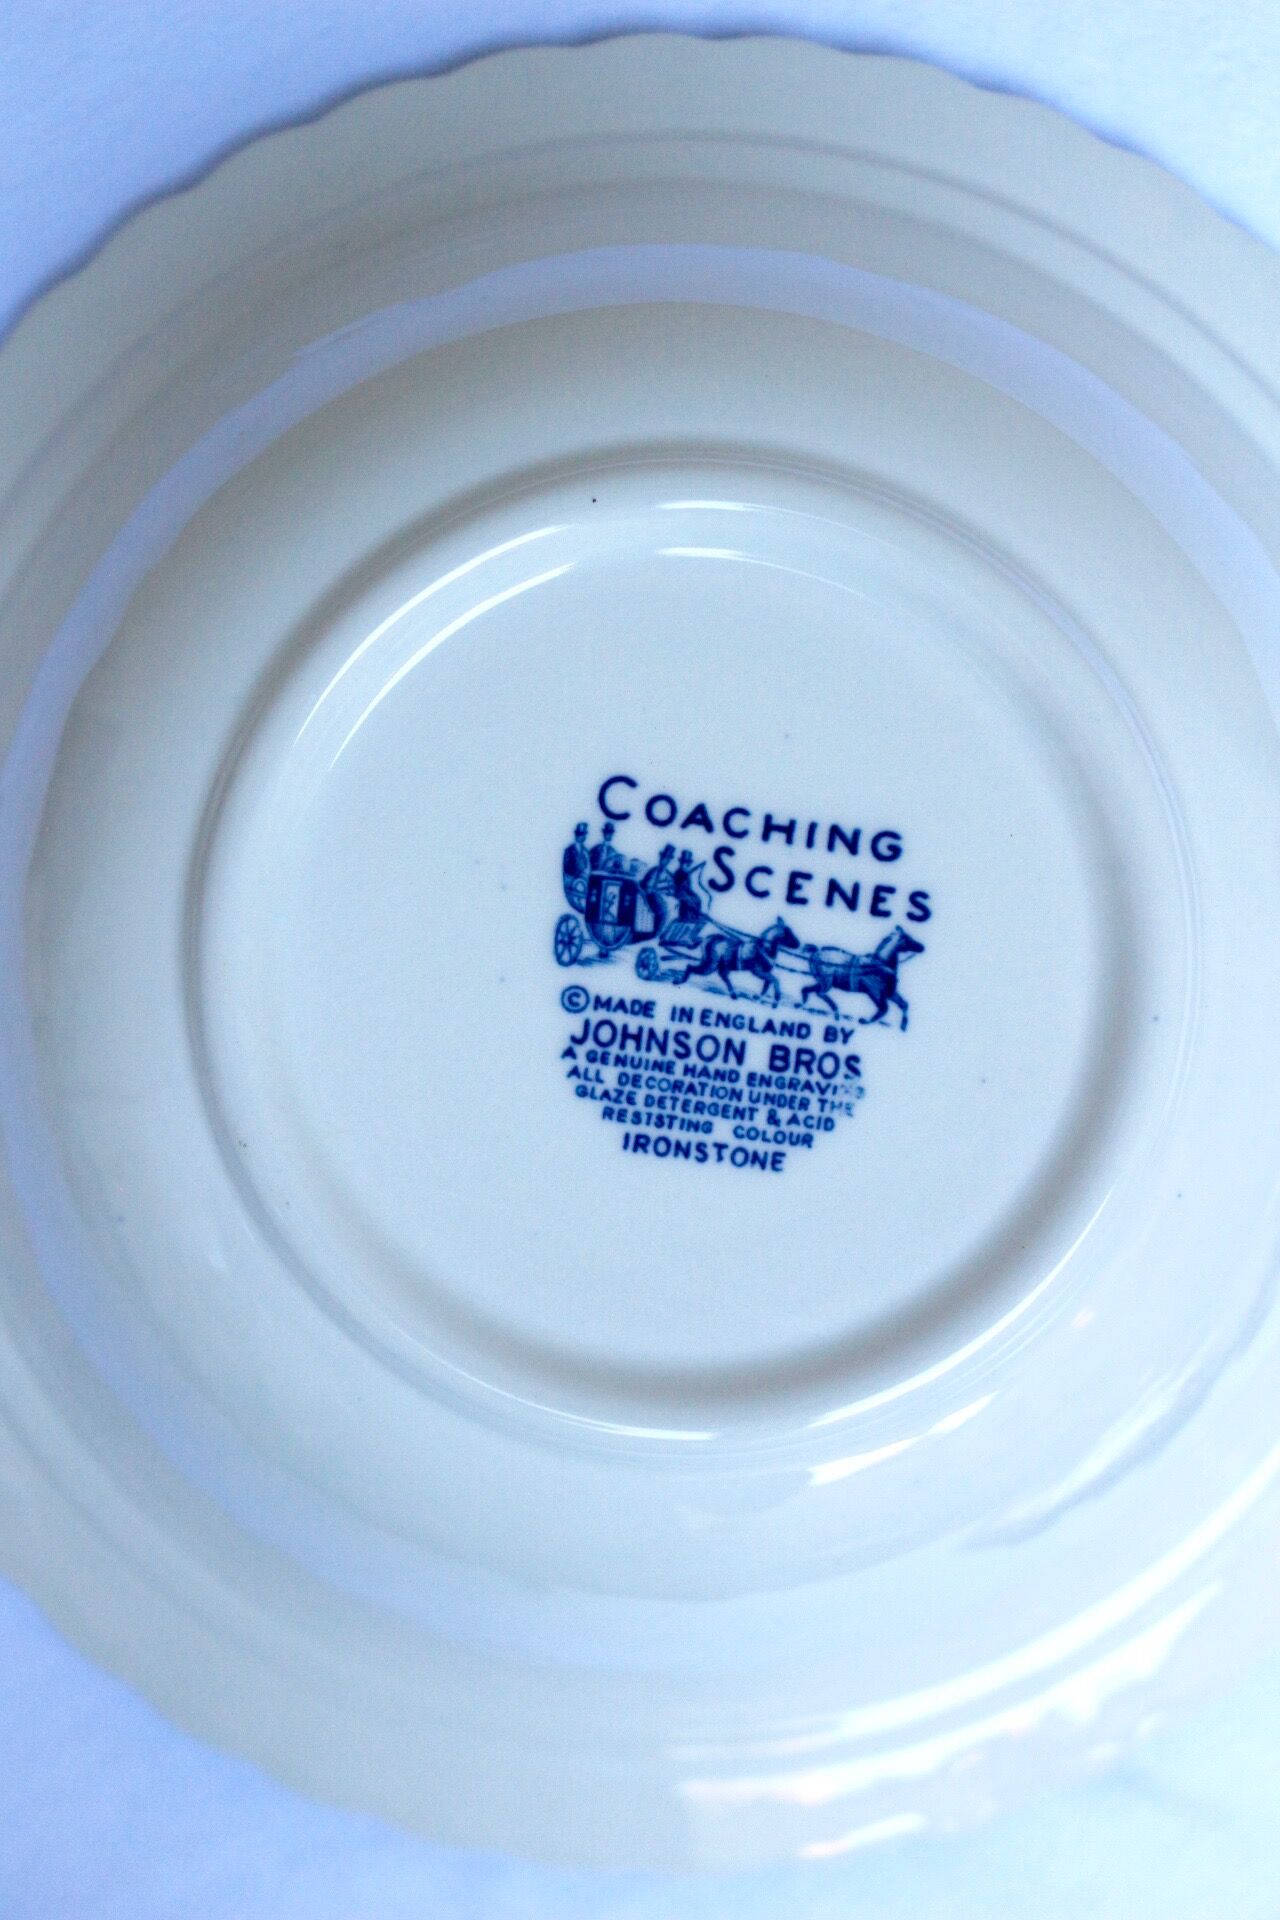 COACHING
SCENES
© MADE IN ENGLAND BY
JOHNSON BROS
A GENUINE HAND ENGRAVING
ALL DECORATION UNDER THE
GLAZE DETERGENT & ACID
RESISTING COLOUR
IRONSTONE